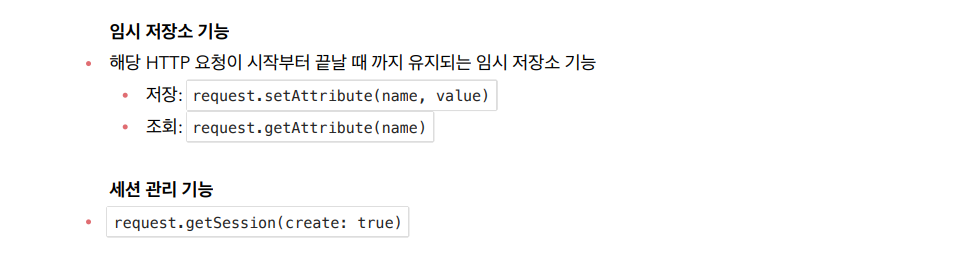 임시 저장소 기능
• 해당 HTTP 요청이 시작부터 끝날 때 까지 유지되는 임시 저장소 기능
• 저장: request.setAttribute(name, value)
• 조회: request.getAttribute(name)
세션 관리 기능
• request.getSession(create: true)